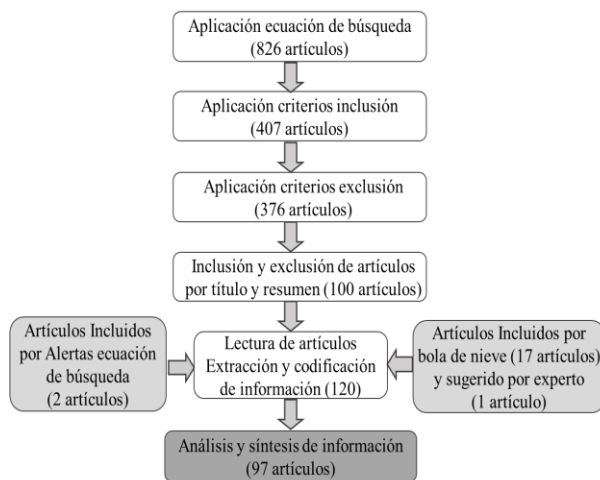 Aplicación ecuación de búsqueda
(826 artículos)
Aplicación criterios inclusión
(407 artículos)
Aplicación criterios exclusión
(376 artículos)
Inclusión y exclusión de artículos
por título y resumen (100 artículos)
Artículos Incluidos
por Alertas ecuación
de búsqueda
(2 artículos)
Lectura de artículos
Extracción y codificación
de información (120)
Artículos Incluidos por
bola de nieve (17 artículos)
y sugerido por experto
(1 artículo)
Análisis y síntesis de información
(97 artículos)